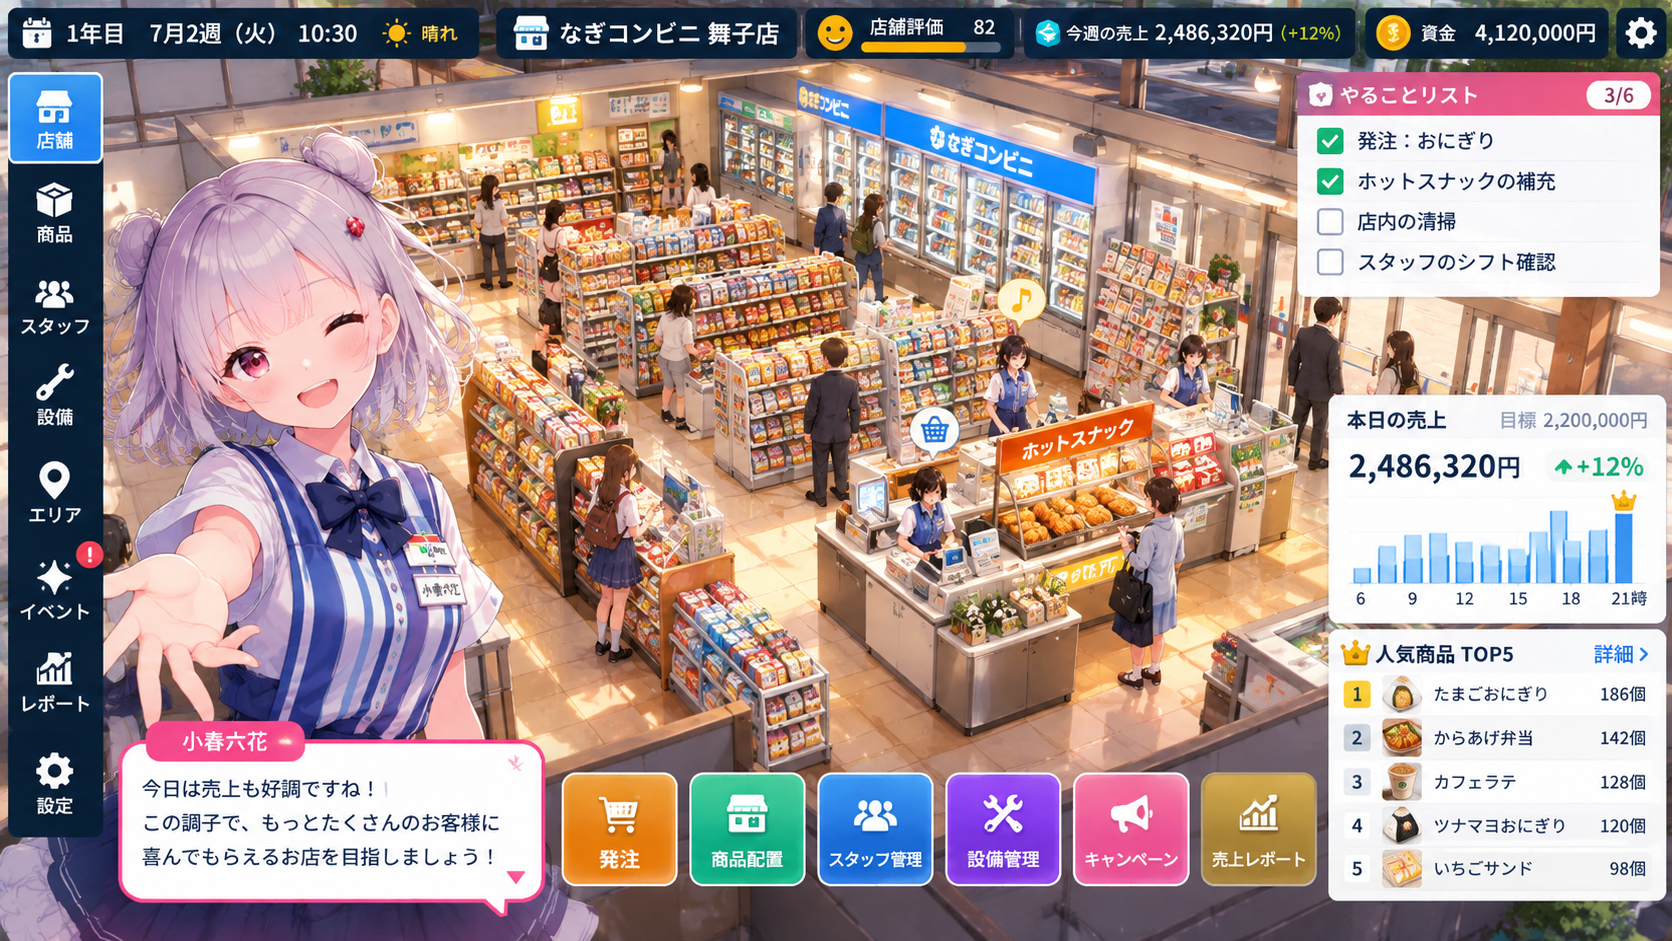 1年目 7月2週（火） 10:30 晴れ
なぎコンビニ 舞子店
店舗評価 82
今週の売上 2,486,320円 (+12%)
資金 4,120,000円
店舗
商品
スタッフ
設備
エリア
!
イベント
レポート
設定
なぎコンビニ
なぎコンビニ
ホットスナック
やることリスト 3/6
発注：おにぎり
ホットスナックの補充
店内の清掃
スタッフのシフト確認
本日の売上 目標 2,200,000円
2,486,320円 +12%
6 9 12 15 18 21時
人気商品 TOP5 詳細
1 たまごおにぎり 186個
2 からあげ弁当 142個
3 カフェラテ 128個
4 ツナマヨおにぎり 120個
5 いちごサンド 98個
小春六花
今日は売上も好調ですね！
この調子で、もっとたくさんのお客様に
喜んでもらえるお店を目指しましょう！
発注
商品配置
スタッフ管理
設備管理
キャンペーン
売上レポート